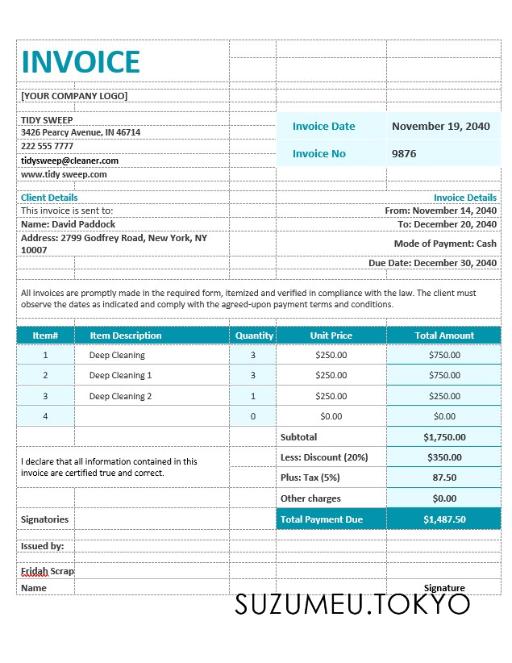 INVOICE
[YOUR COMPANY LOGO]
TIDY SWEEP
3426 Pearcy Avenue, IN 46714
222 555 7777
tidysweep@cleaner.com
www.tidy sweep.com
Invoice Date November 19, 2040
Invoice No 9876
Client Details Invoice Details
This invoice is sent to: From: November 14, 2040
Name: David Paddock To: December 20, 2040
Address: 2799 Godfrey Road, New York, NY
10007
Mode of Payment: Cash
Due Date: December 30, 2040
All invoices are promptly made in the required form, itemized and verified in compliance with the law. The client must
observe the dates as indicated and comply with the agreed-upon payment terms and conditions.
Item# Item Description Quantity Unit Price Total Amount
1 Deep Cleaning 3 $250.00 $750.00
2 Deep Cleaning 1 3 $250.00 $750.00
3 Deep Cleaning 2 1 $250.00 $250.00
4 0 $0.00 $0.00
Subtotal $1,750.00
I declare that all information contained in this
invoice are certified true and correct.
Less: Discount (20%) $350.00
Plus: Tax (5%) 87.50
Other charges $0.00
Signatories Total Payment Due $1,487.50
Issued by:
Eridah Scrap
Name Signature
SUZUMEU.TOKYO